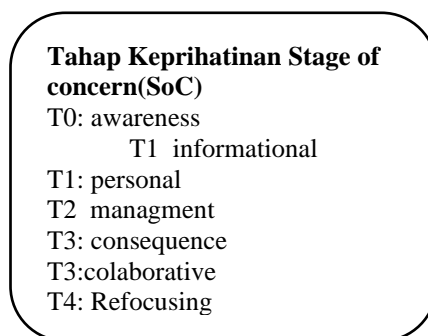 Tahap Keprihatinan Stage of
concern(SoC)
T0: awareness
T1 informational
T1: personal
T2 managment
T3: consequence
T3:colaborative
T4: Refocusing